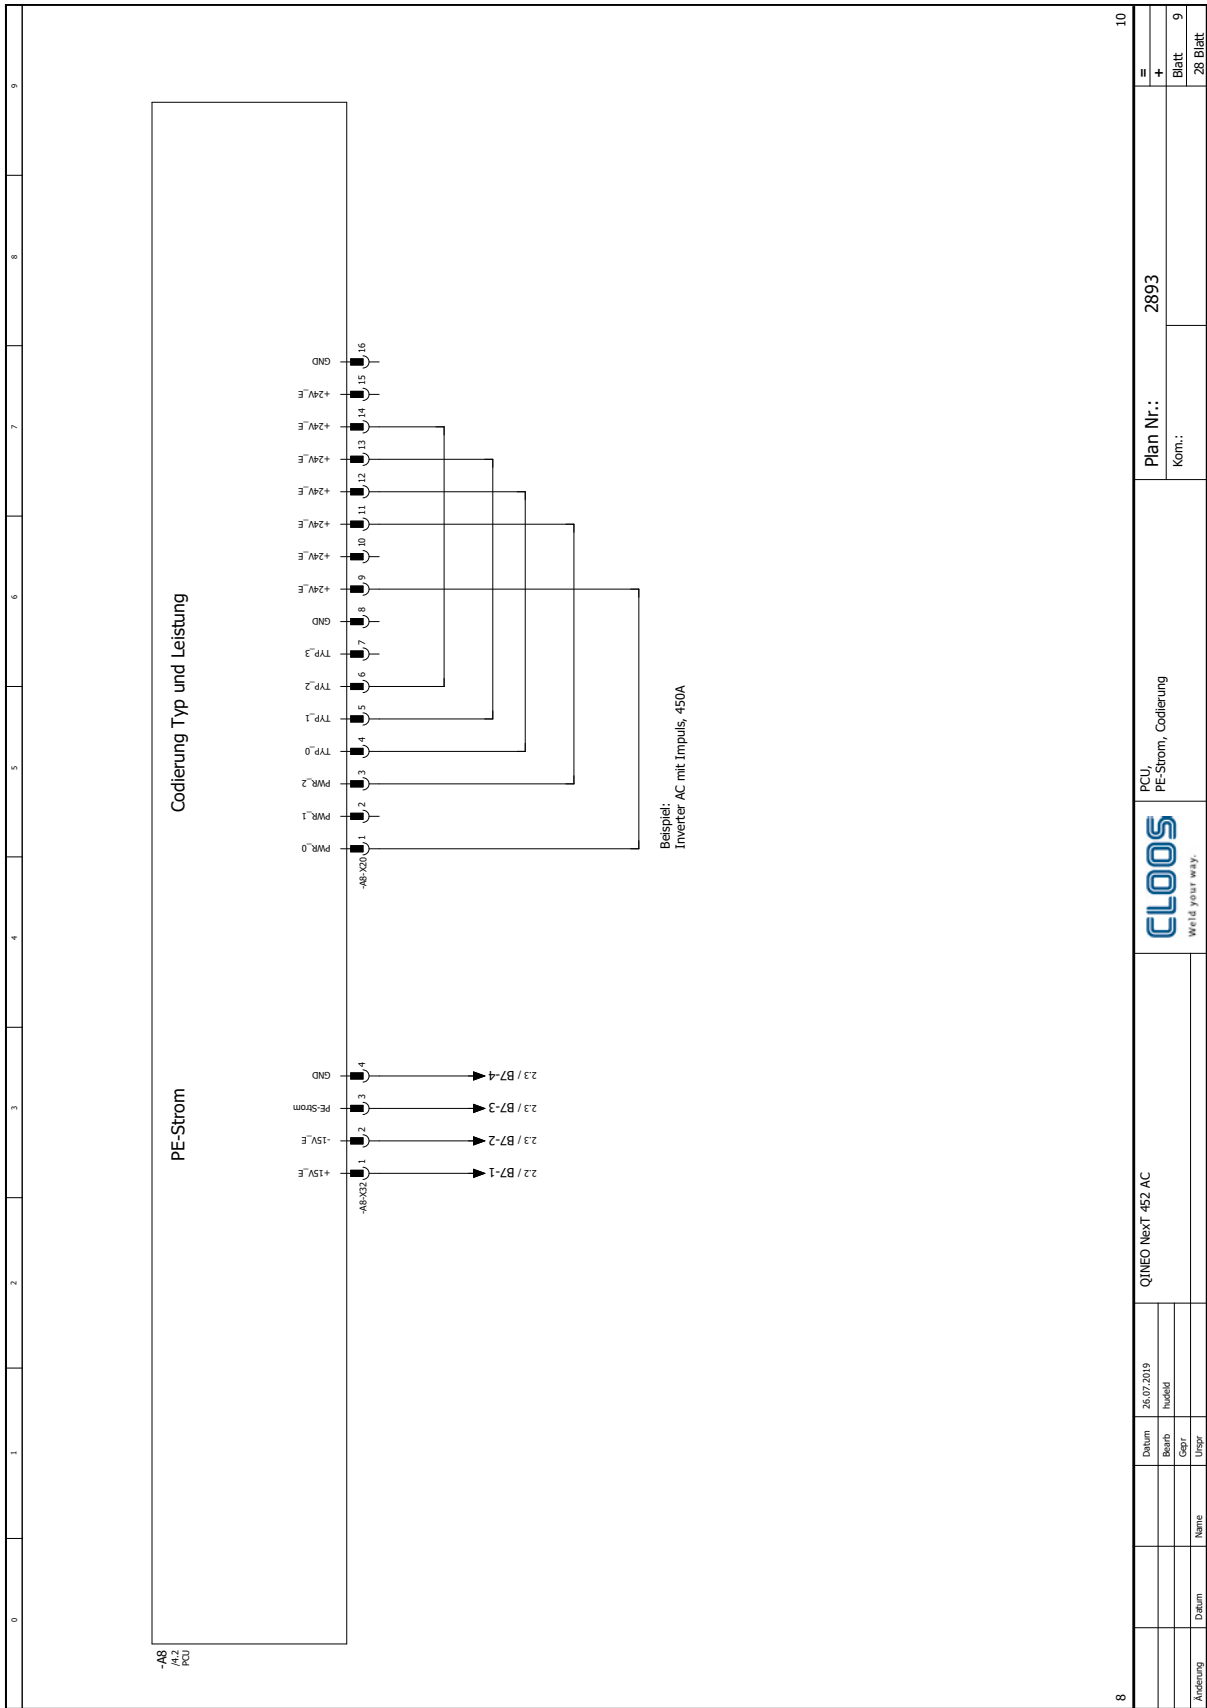 0
1
2
3
4
5
6
7
8
9
-A8
/4.2
PCU
PE-Strom
Codierung Typ und Leistung
+15V_E
-15V_E
PE-Strom
GND
-A8-X32
1
2
3
4
2.2 / B7-1
2.3 / B7-2
2.3 / B7-3
2.3 / B7-4
PWR_0
PWR_1
PWR_2
TYP_0
TYP_1
TYP_2
TYP_3
GND
+24V_E
+24V_E
+24V_E
+24V_E
+24V_E
+24V_E
+24V_E
GND
-A8-X20
1
2
3
4
5
6
7
8
9
10
11
12
13
14
15
16
Beispiel:
Inverter AC mit Impuls, 450A
8
10
Änderung
Datum
Name
Datum
26.07.2019
Bearb
hudeld
Gepr
Urspr
QINEO NexT 452 AC
CLOOS
Weld your way.
PCU,
PE-Strom, Codierung
Plan Nr.:
2893
Kom.:
=
+
Blatt 9
28 Blatt